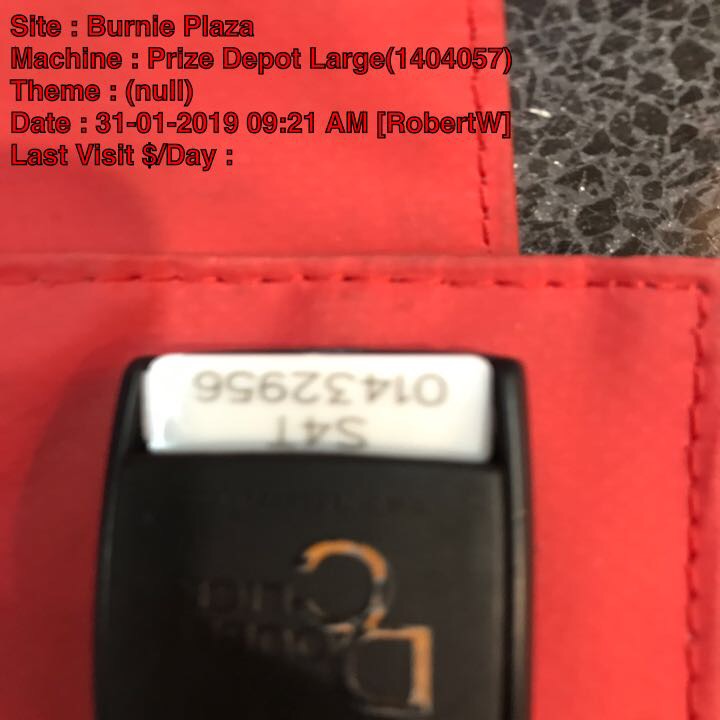 Site : Burnie Plaza
Machine : Prize Depot Large(1404057)
Theme : (null)
Date : 31-01-2019 09:21 AM [RobertW]
Last Visit $/Day :
S4T
014332956